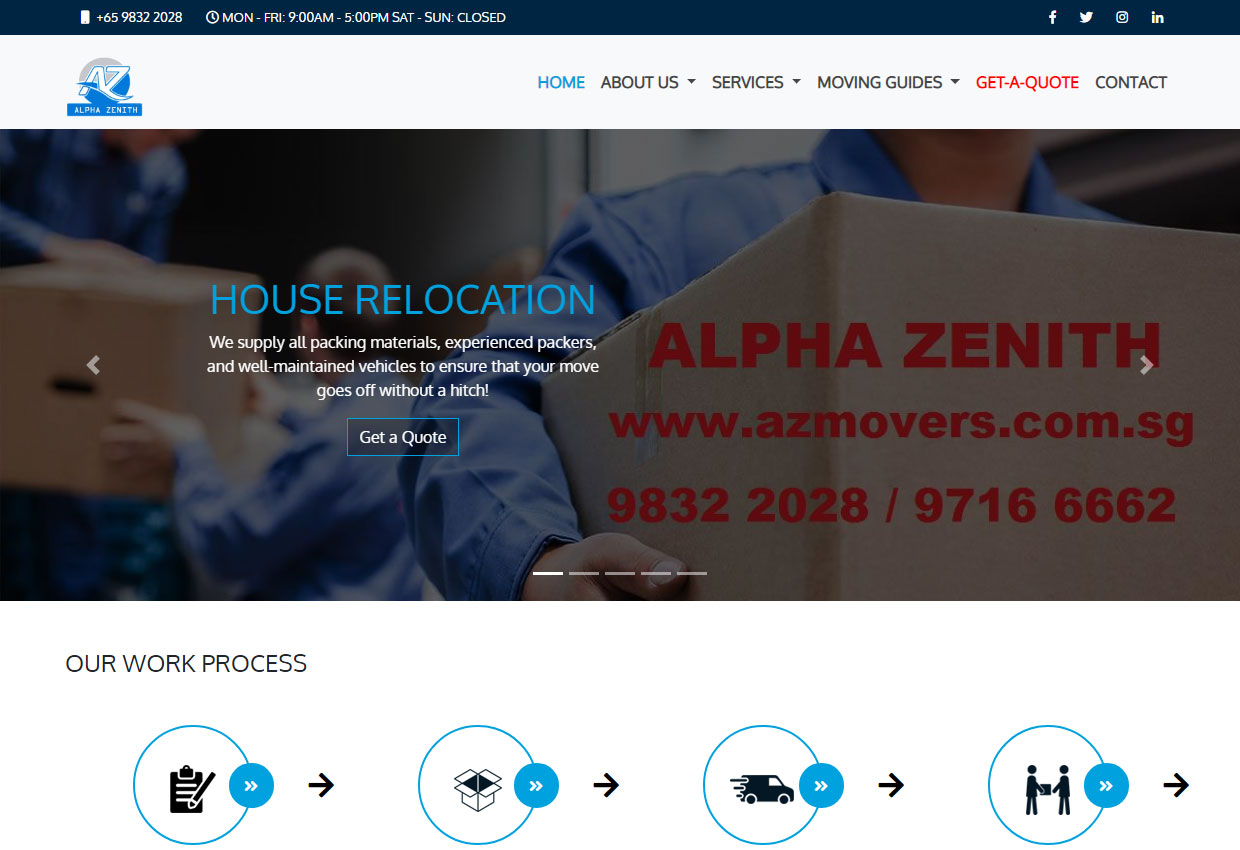 +65 9832 2028 MON - FRI: 9:00AM - 5:00PM SAT - SUN: CLOSED
AZ
ALPHA ZENITH
HOME ABOUT US SERVICES MOVING GUIDES GET-A-QUOTE CONTACT
HOUSE RELOCATION
We supply all packing materials, experienced packers,
and well-maintained vehicles to ensure that your move
goes off without a hitch!
Get a Quote
ALPHA ZENITH
www.azmovers.com.sg
9832 2028 / 9716 6662
OUR WORK PROCESS